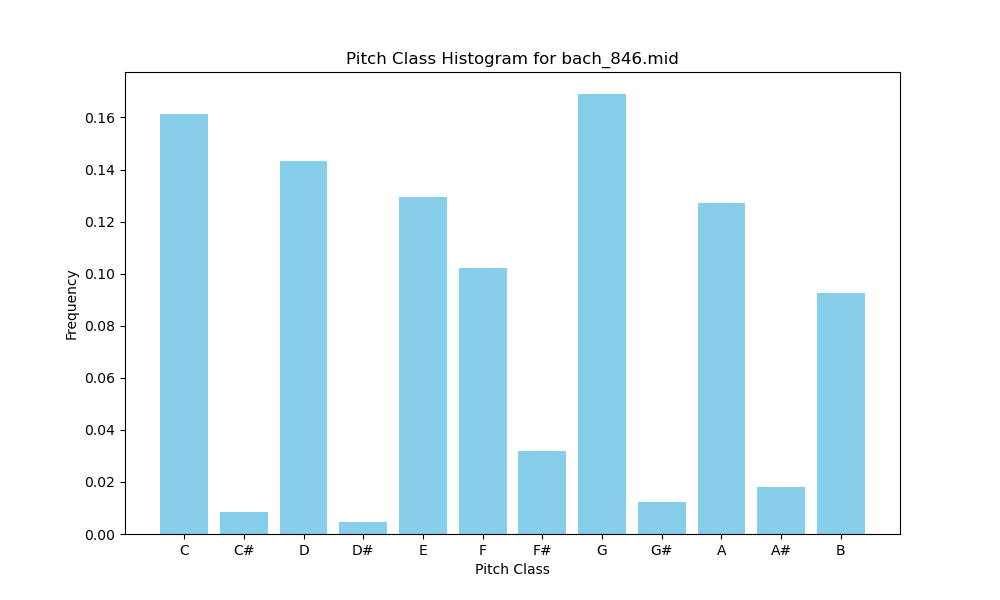 Pitch Class Histogram for bach_846.mid
0.16
0.14
0.12
0.10
0.08
0.06
0.04
0.02
0.00
Frequency
C C# D D# E F F# G G# A A# B
Pitch Class